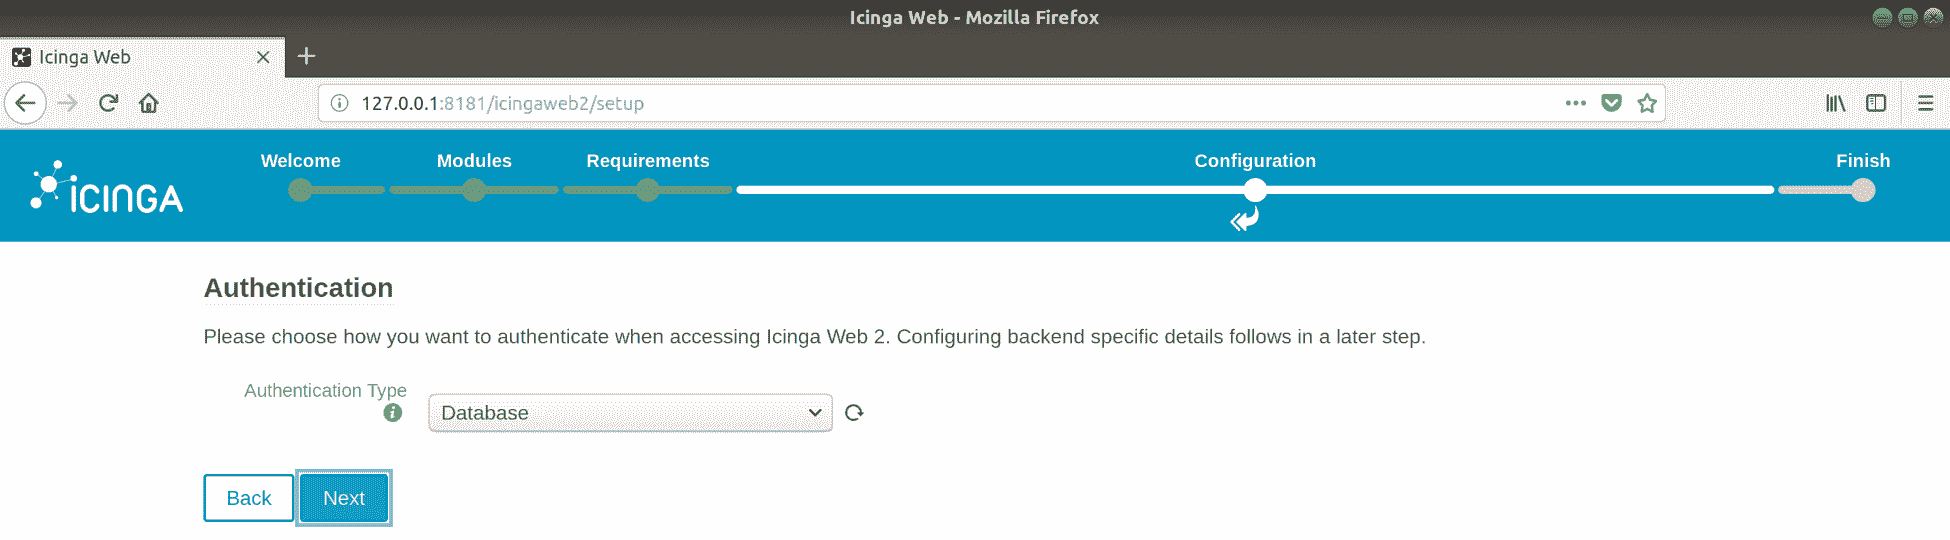 Icinga Web - Mozilla Firefox
Icinga Web
127.0.0.1:8181/icingaweb2/setup
Welcome Modules Requirements Configuration Finish
ICINGA
Authentication
Please choose how you want to authenticate when accessing Icinga Web 2. Configuring backend specific details follows in a later step.
Authentication Type
Database
Back Next